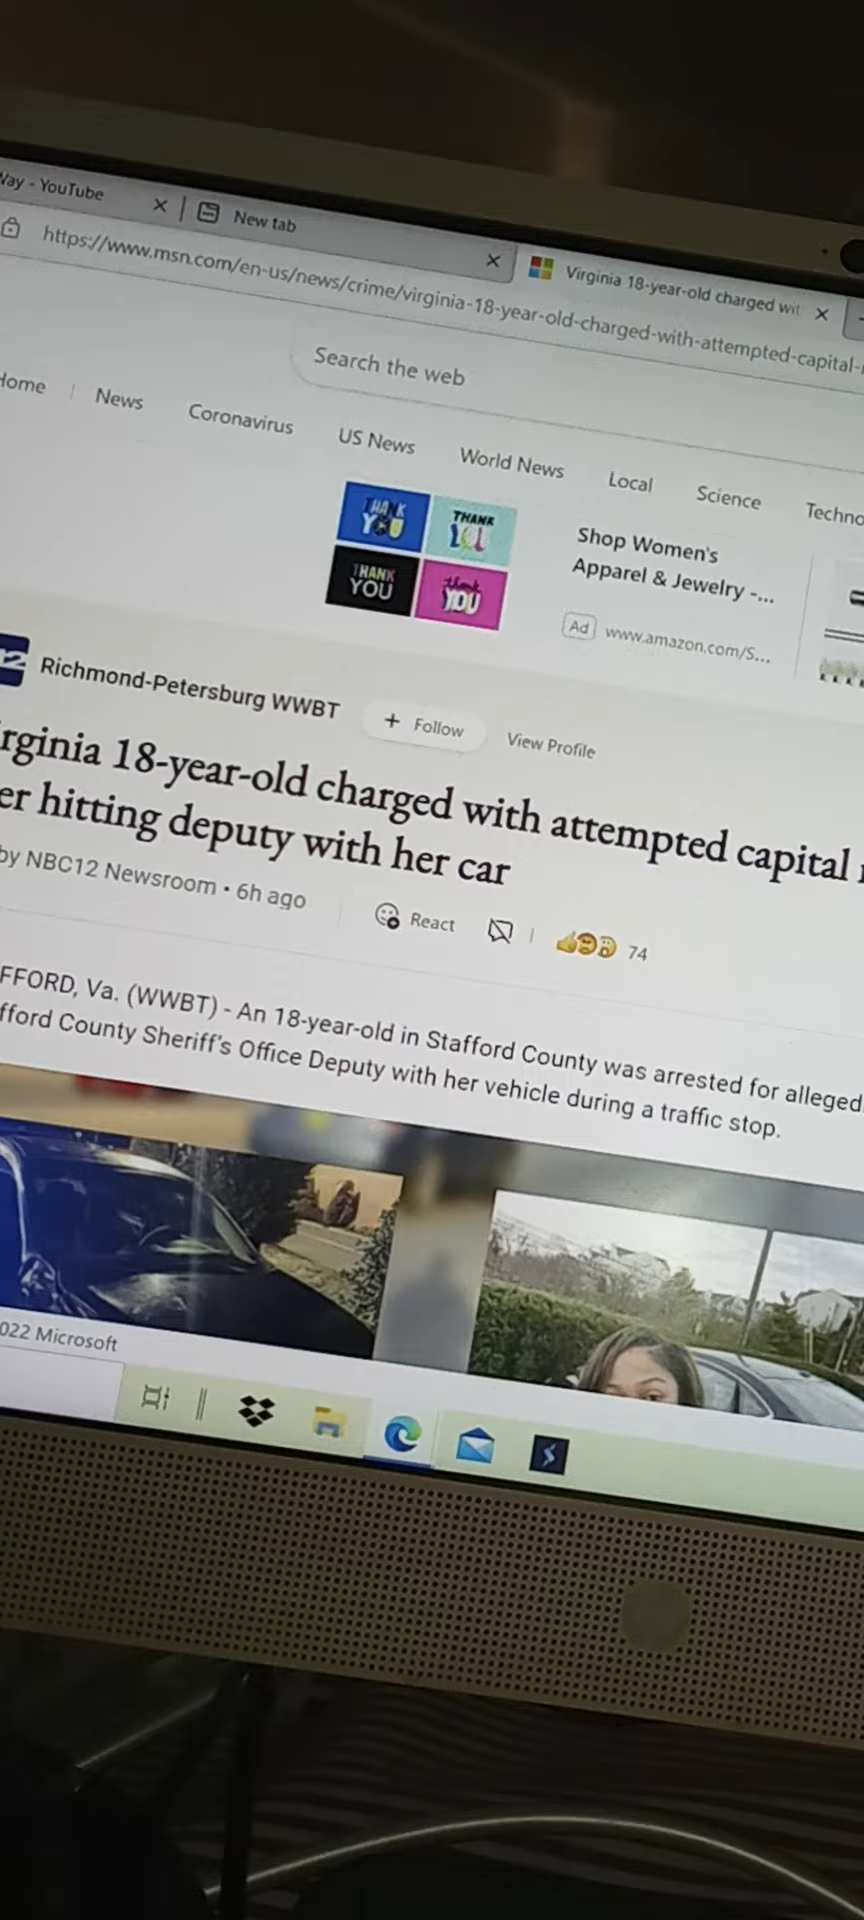 Way - YouTube
New tab
Virginia 18-year-old charged wit
https://www.msn.com/en-us/news/crime/virginia-18-year-old-charged-with-attempted-capital-
Search the web
Home
News
Coronavirus
US News
World News
Local
Science
Techno
THANK YOU
THANK
THANK YOU
thank YOU
Shop Women's
Apparel & Jewelry -...
Ad www.amazon.com/S...
12
Richmond-Petersburg WWBT
+ Follow
View Profile
rginia 18-year-old charged with attempted capital
er hitting deputy with her car
by NBC12 Newsroom • 6h ago
React
74
FFORD, Va. (WWBT) - An 18-year-old in Stafford County was arrested for alleged
fford County Sheriff's Office Deputy with her vehicle during a traffic stop.
022 Microsoft